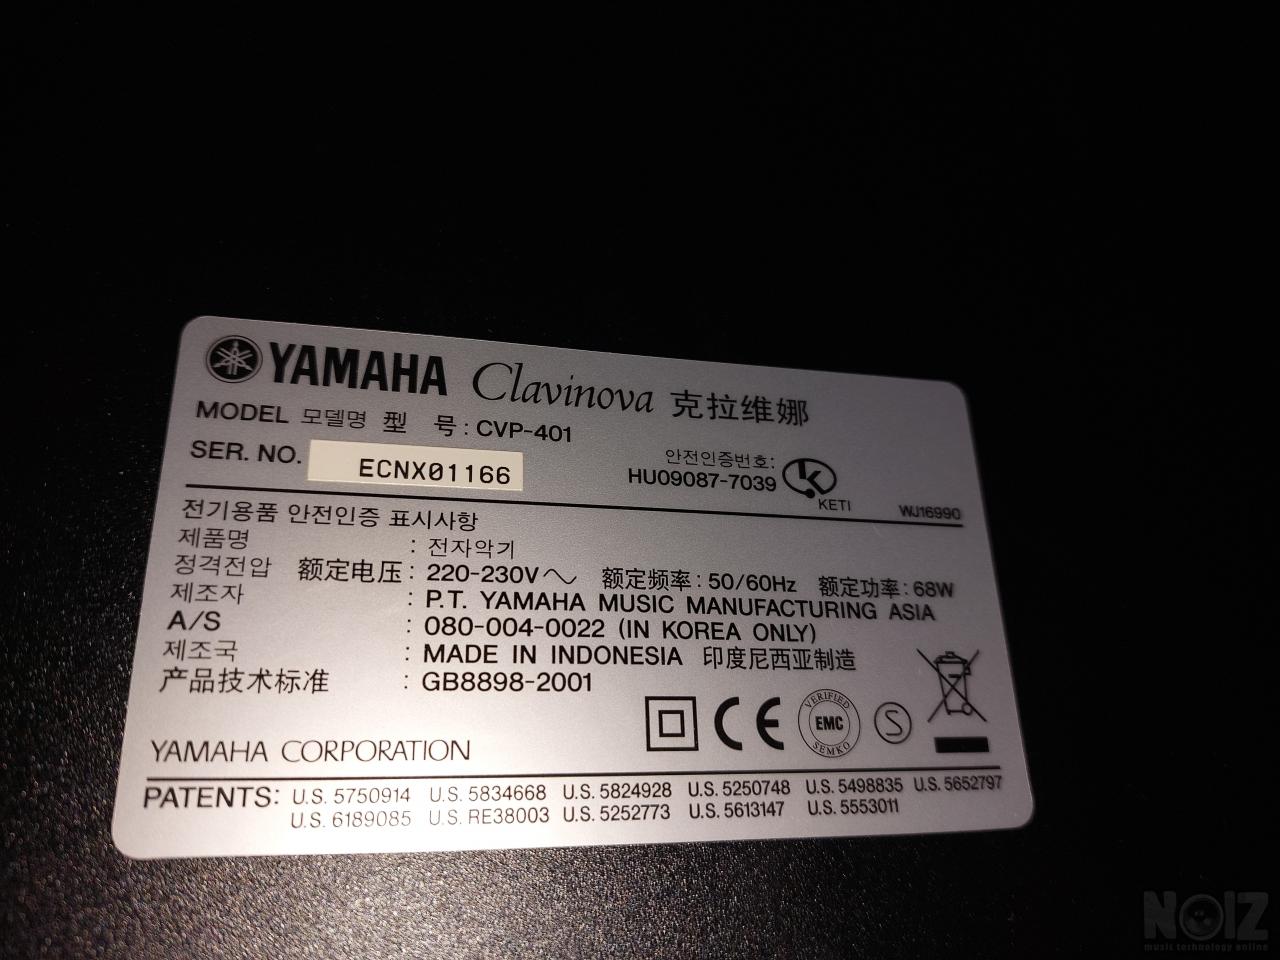 YAMAHA Clavinova 克拉维娜
MODEL 모델명 型 号 : CVP-401
SER. NO. ECNX01166
안전인증번호:
HU09087-7039
KETI
WJ16990
전기용품 안전인증 표시사항
제품명 : 전자악기
정격전압 额定电压 : 220-230V～ 额定频率 : 50/60Hz 额定功率 : 68W
제조자 : P.T. YAMAHA MUSIC MANUFACTURING ASIA
A/S : 080-004-0022 (IN KOREA ONLY)
제조국 : MADE IN INDONESIA 印度尼西亚制造
产品技术标准 : GB8898-2001
CE
VERIFIED
EMC
SEMKO
S
YAMAHA CORPORATION
PATENTS: U.S. 5750914 U.S. 5834668 U.S. 5824928 U.S. 5250748 U.S. 5498835 U.S. 5652797
U.S. 6189085 U.S. RE38003 U.S. 5252773 U.S. 5613147 U.S. 5553011
NOIZ
music technology online